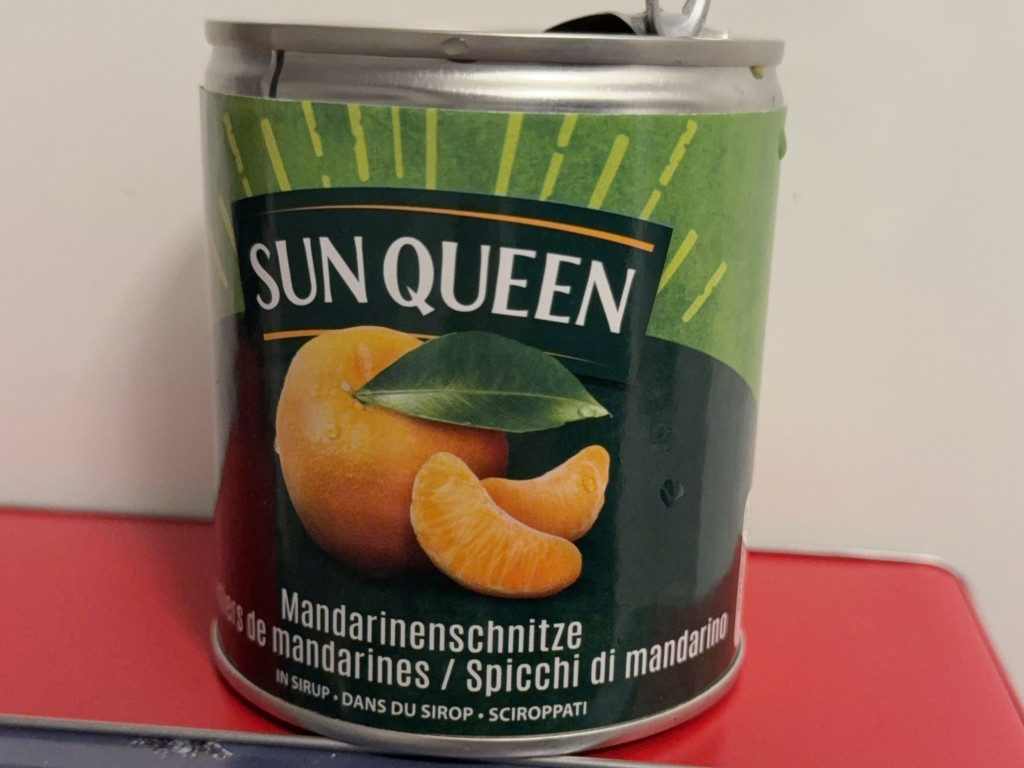 SUN QUEEN
Mandarinenschnitze
de mandarines / Spicchi di mandarino
IN SIRUP • DANS DU SIROP • SCIROPPATI